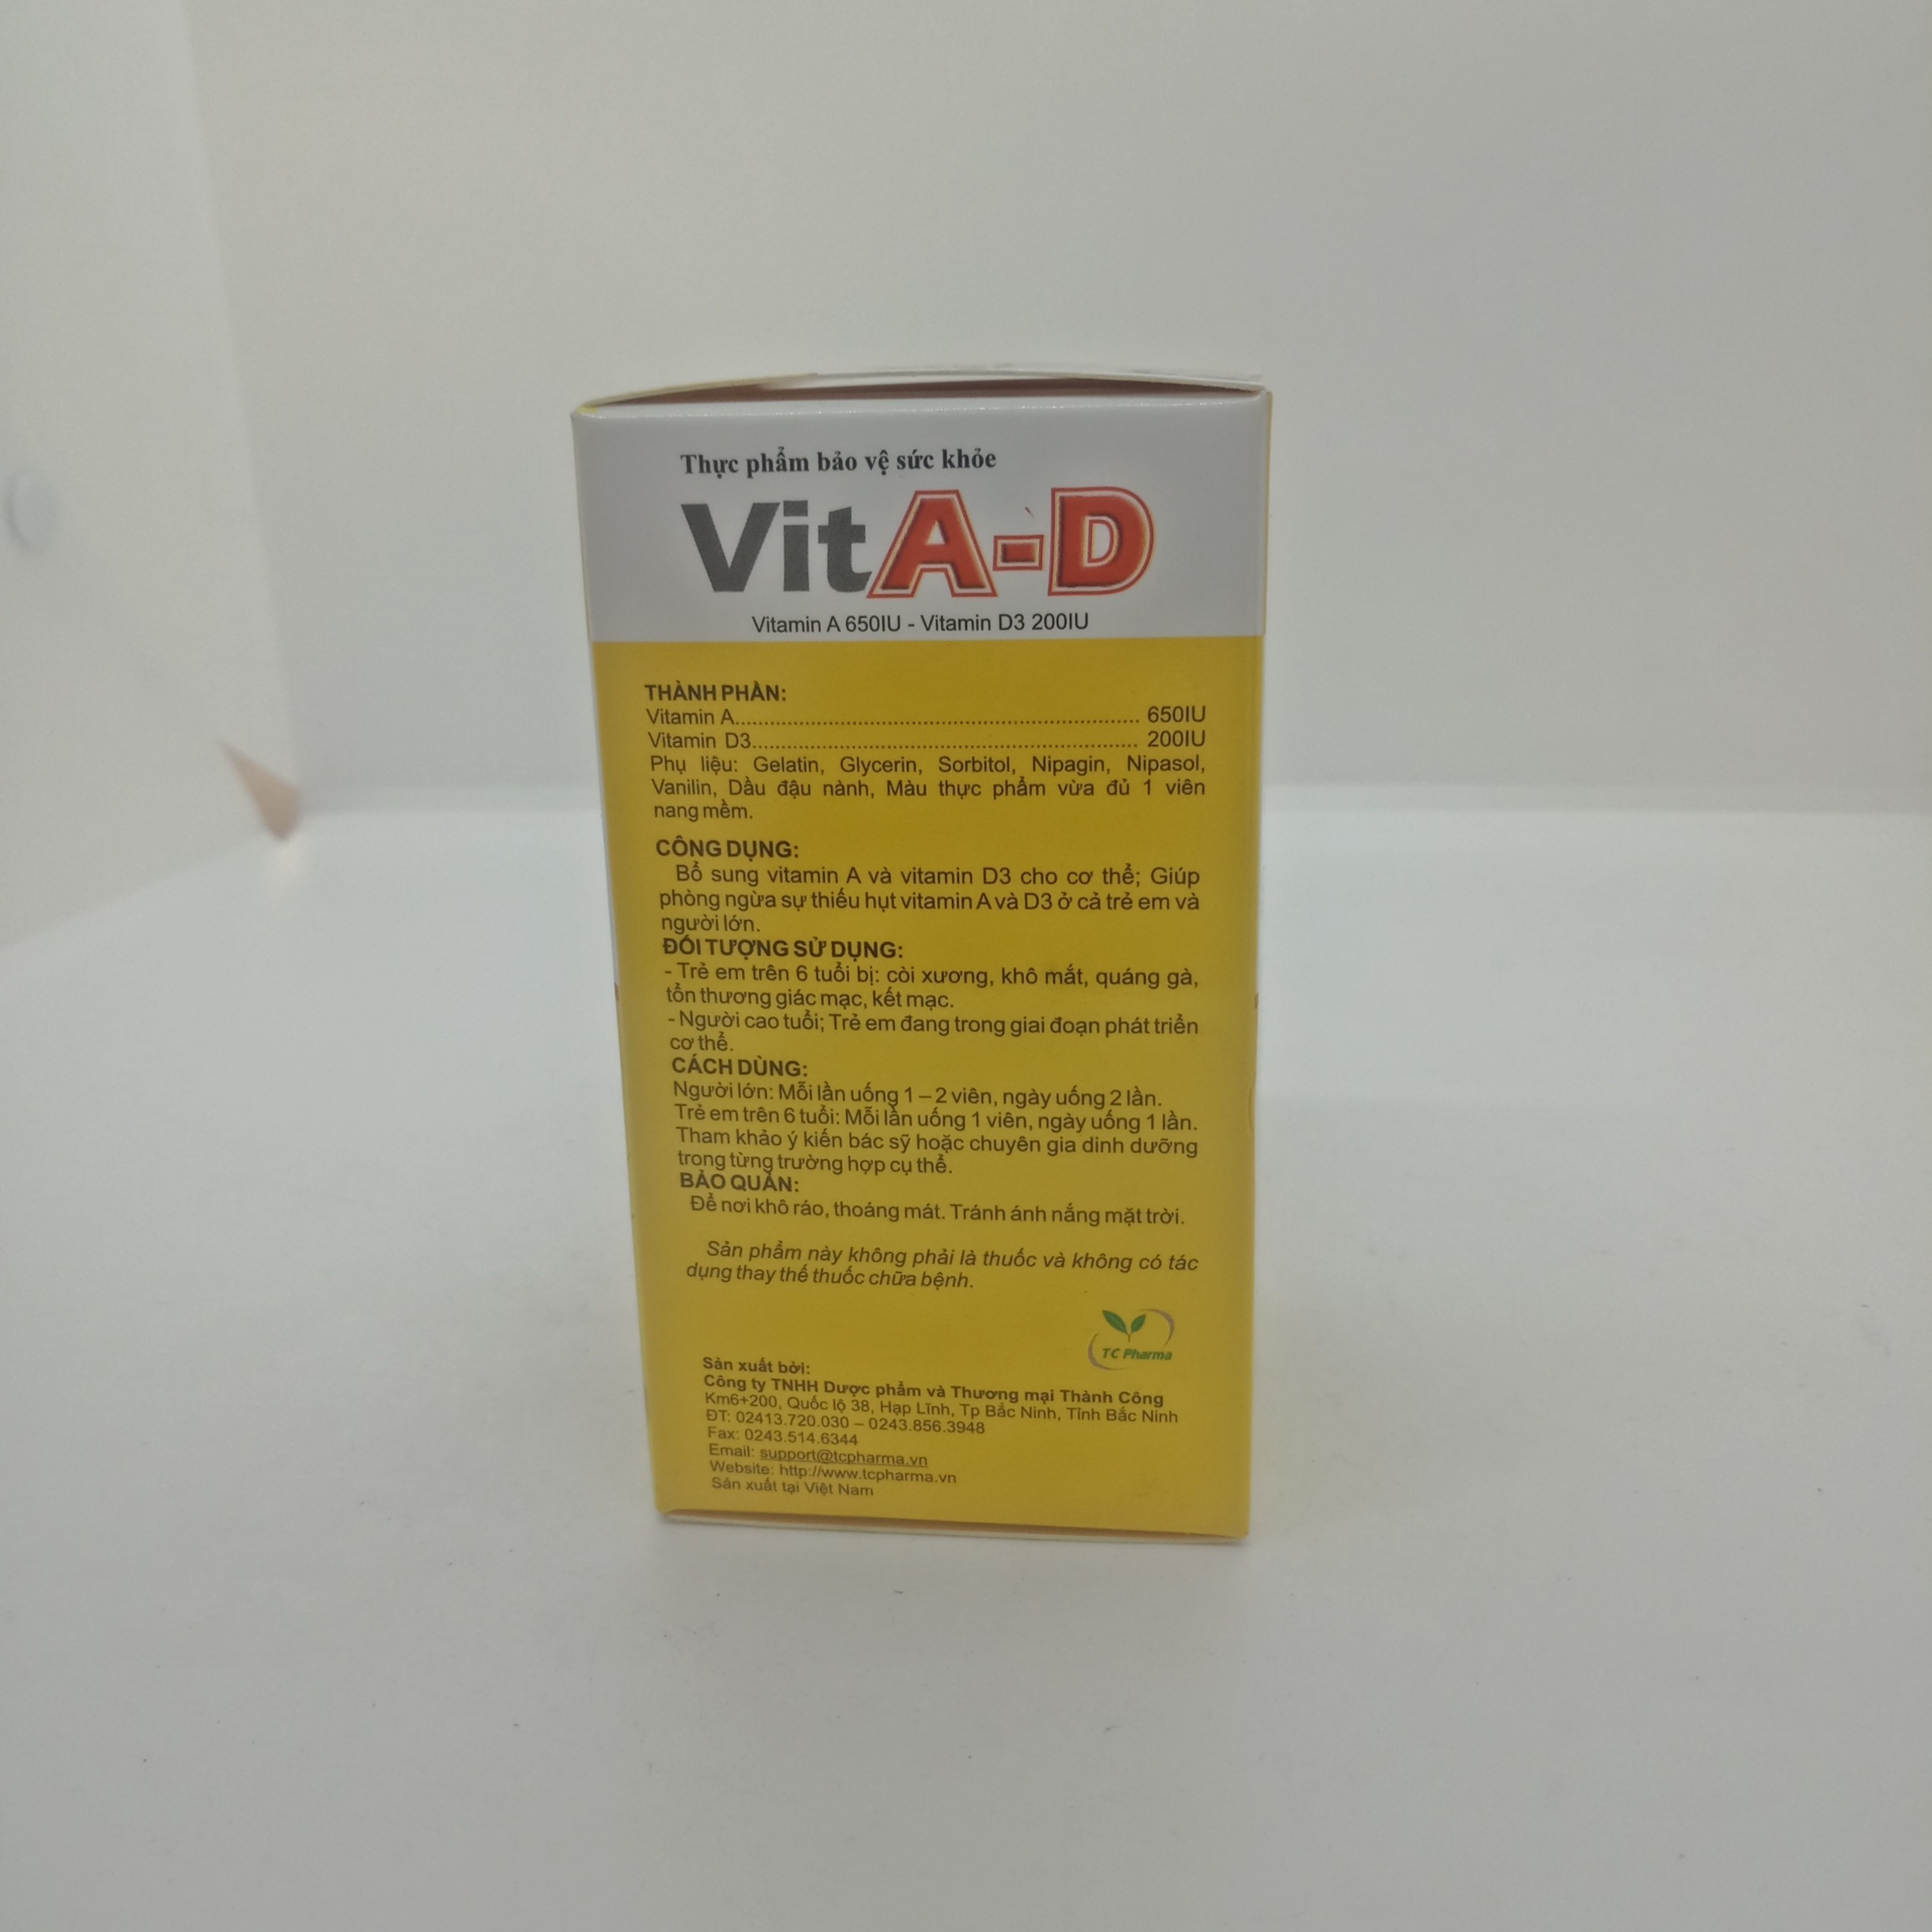 Thực phẩm bảo vệ sức khỏe
VitA-D
Vitamin A 650IU - Vitamin D3 200IU
THÀNH PHẦN:
Vitamin A........................................................................ 650IU
Vitamin D3..................................................................... 200IU
Phụ liệu: Gelatin, Glycerin, Sorbitol, Nipagin, Nipasol,
Vanilin, Dầu đậu nành, Màu thực phẩm vừa đủ 1 viên
nang mềm.
CÔNG DỤNG:
Bổ sung vitamin A và vitamin D3 cho cơ thể; Giúp
phòng ngừa sự thiếu hụt vitamin A và D3 ở cả trẻ em và
người lớn.
ĐỐI TƯỢNG SỬ DỤNG:
- Trẻ em trên 6 tuổi bị: còi xương, khô mắt, quáng gà,
tổn thương giác mạc, kết mạc.
- Người cao tuổi; Trẻ em đang trong giai đoạn phát triển
cơ thể.
CÁCH DÙNG:
Người lớn: Mỗi lần uống 1 – 2 viên, ngày uống 2 lần.
Trẻ em trên 6 tuổi: Mỗi lần uống 1 viên, ngày uống 1 lần.
Tham khảo ý kiến bác sỹ hoặc chuyên gia dinh dưỡng
trong từng trường hợp cụ thể.
BẢO QUẢN:
Để nơi khô ráo, thoáng mát. Tránh ánh nắng mặt trời.
Sản phẩm này không phải là thuốc và không có tác
dụng thay thế thuốc chữa bệnh.
TC Pharma
Sản xuất bởi:
Công ty TNHH Dược phẩm và Thương mại Thành Công
Km6+200, Quốc lộ 38, Hạp Lĩnh, Tp Bắc Ninh, Tỉnh Bắc Ninh
ĐT: 02413.720.030 – 0243.856.3948
Fax: 0243.514.6344
Email: support@tcpharma.vn
Website: http://www.tcpharma.vn
Sản xuất tại Việt Nam